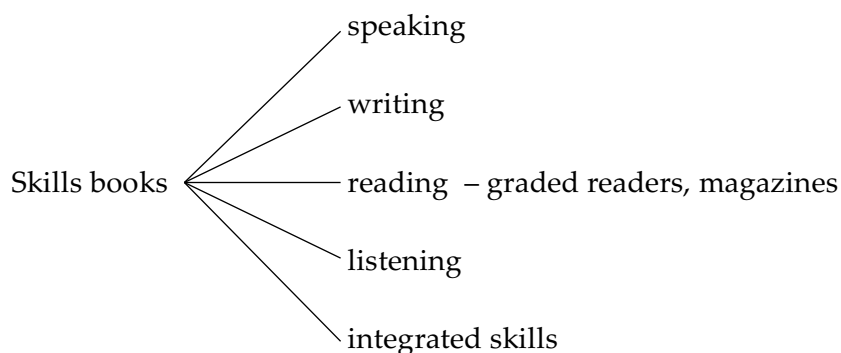 speaking
writing
Skills books
reading – graded readers, magazines
listening
integrated skills